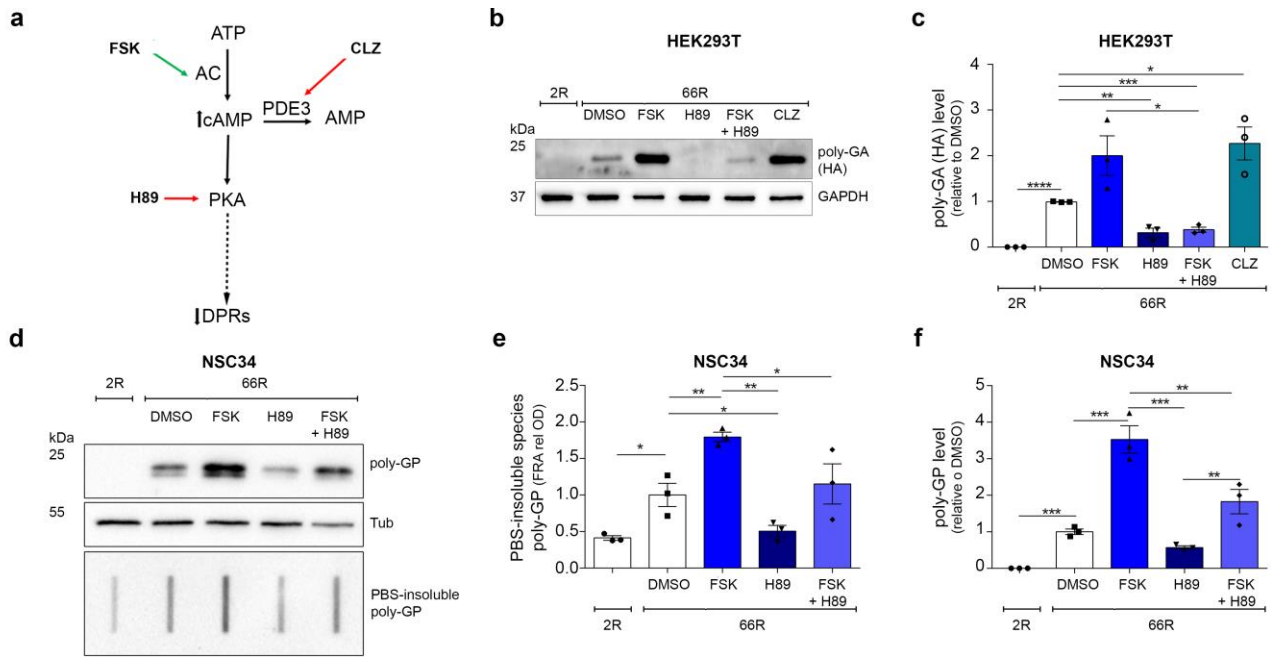 a
ATP
FSK
CLZ
AC
PDE3
cAMP
AMP
H89
PKA
DPRs
b
HEK293T
2R
66R
DMSO
FSK
H89
FSK
+ H89
CLZ
kDa
25
poly-GA
(HA)
37
GAPDH
c
HEK293T
poly-GA (HA) level
(relative to DMSO)
4
3
2
1
0
*
***
**
*
****
DMSO
FSK
H89
FSK
+ H89
CLZ
2R
66R
d
NSC34
2R
66R
DMSO
FSK
H89
FSK
+ H89
kDa
25
poly-GP
55
Tub
PBS-insoluble
poly-GP
e
NSC34
PBS-insoluble species
poly-GP (FRA rel OD)
2.5
2.0
1.5
1.0
0.5
0.0
*
**
**
*
*
DMSO
FSK
H89
FSK
+ H89
2R
66R
f
NSC34
poly-GP level
(relative o DMSO)
5
4
3
2
1
0
**
***
***
**
***
DMSO
FSK
H89
FSK
+ H89
2R
66R